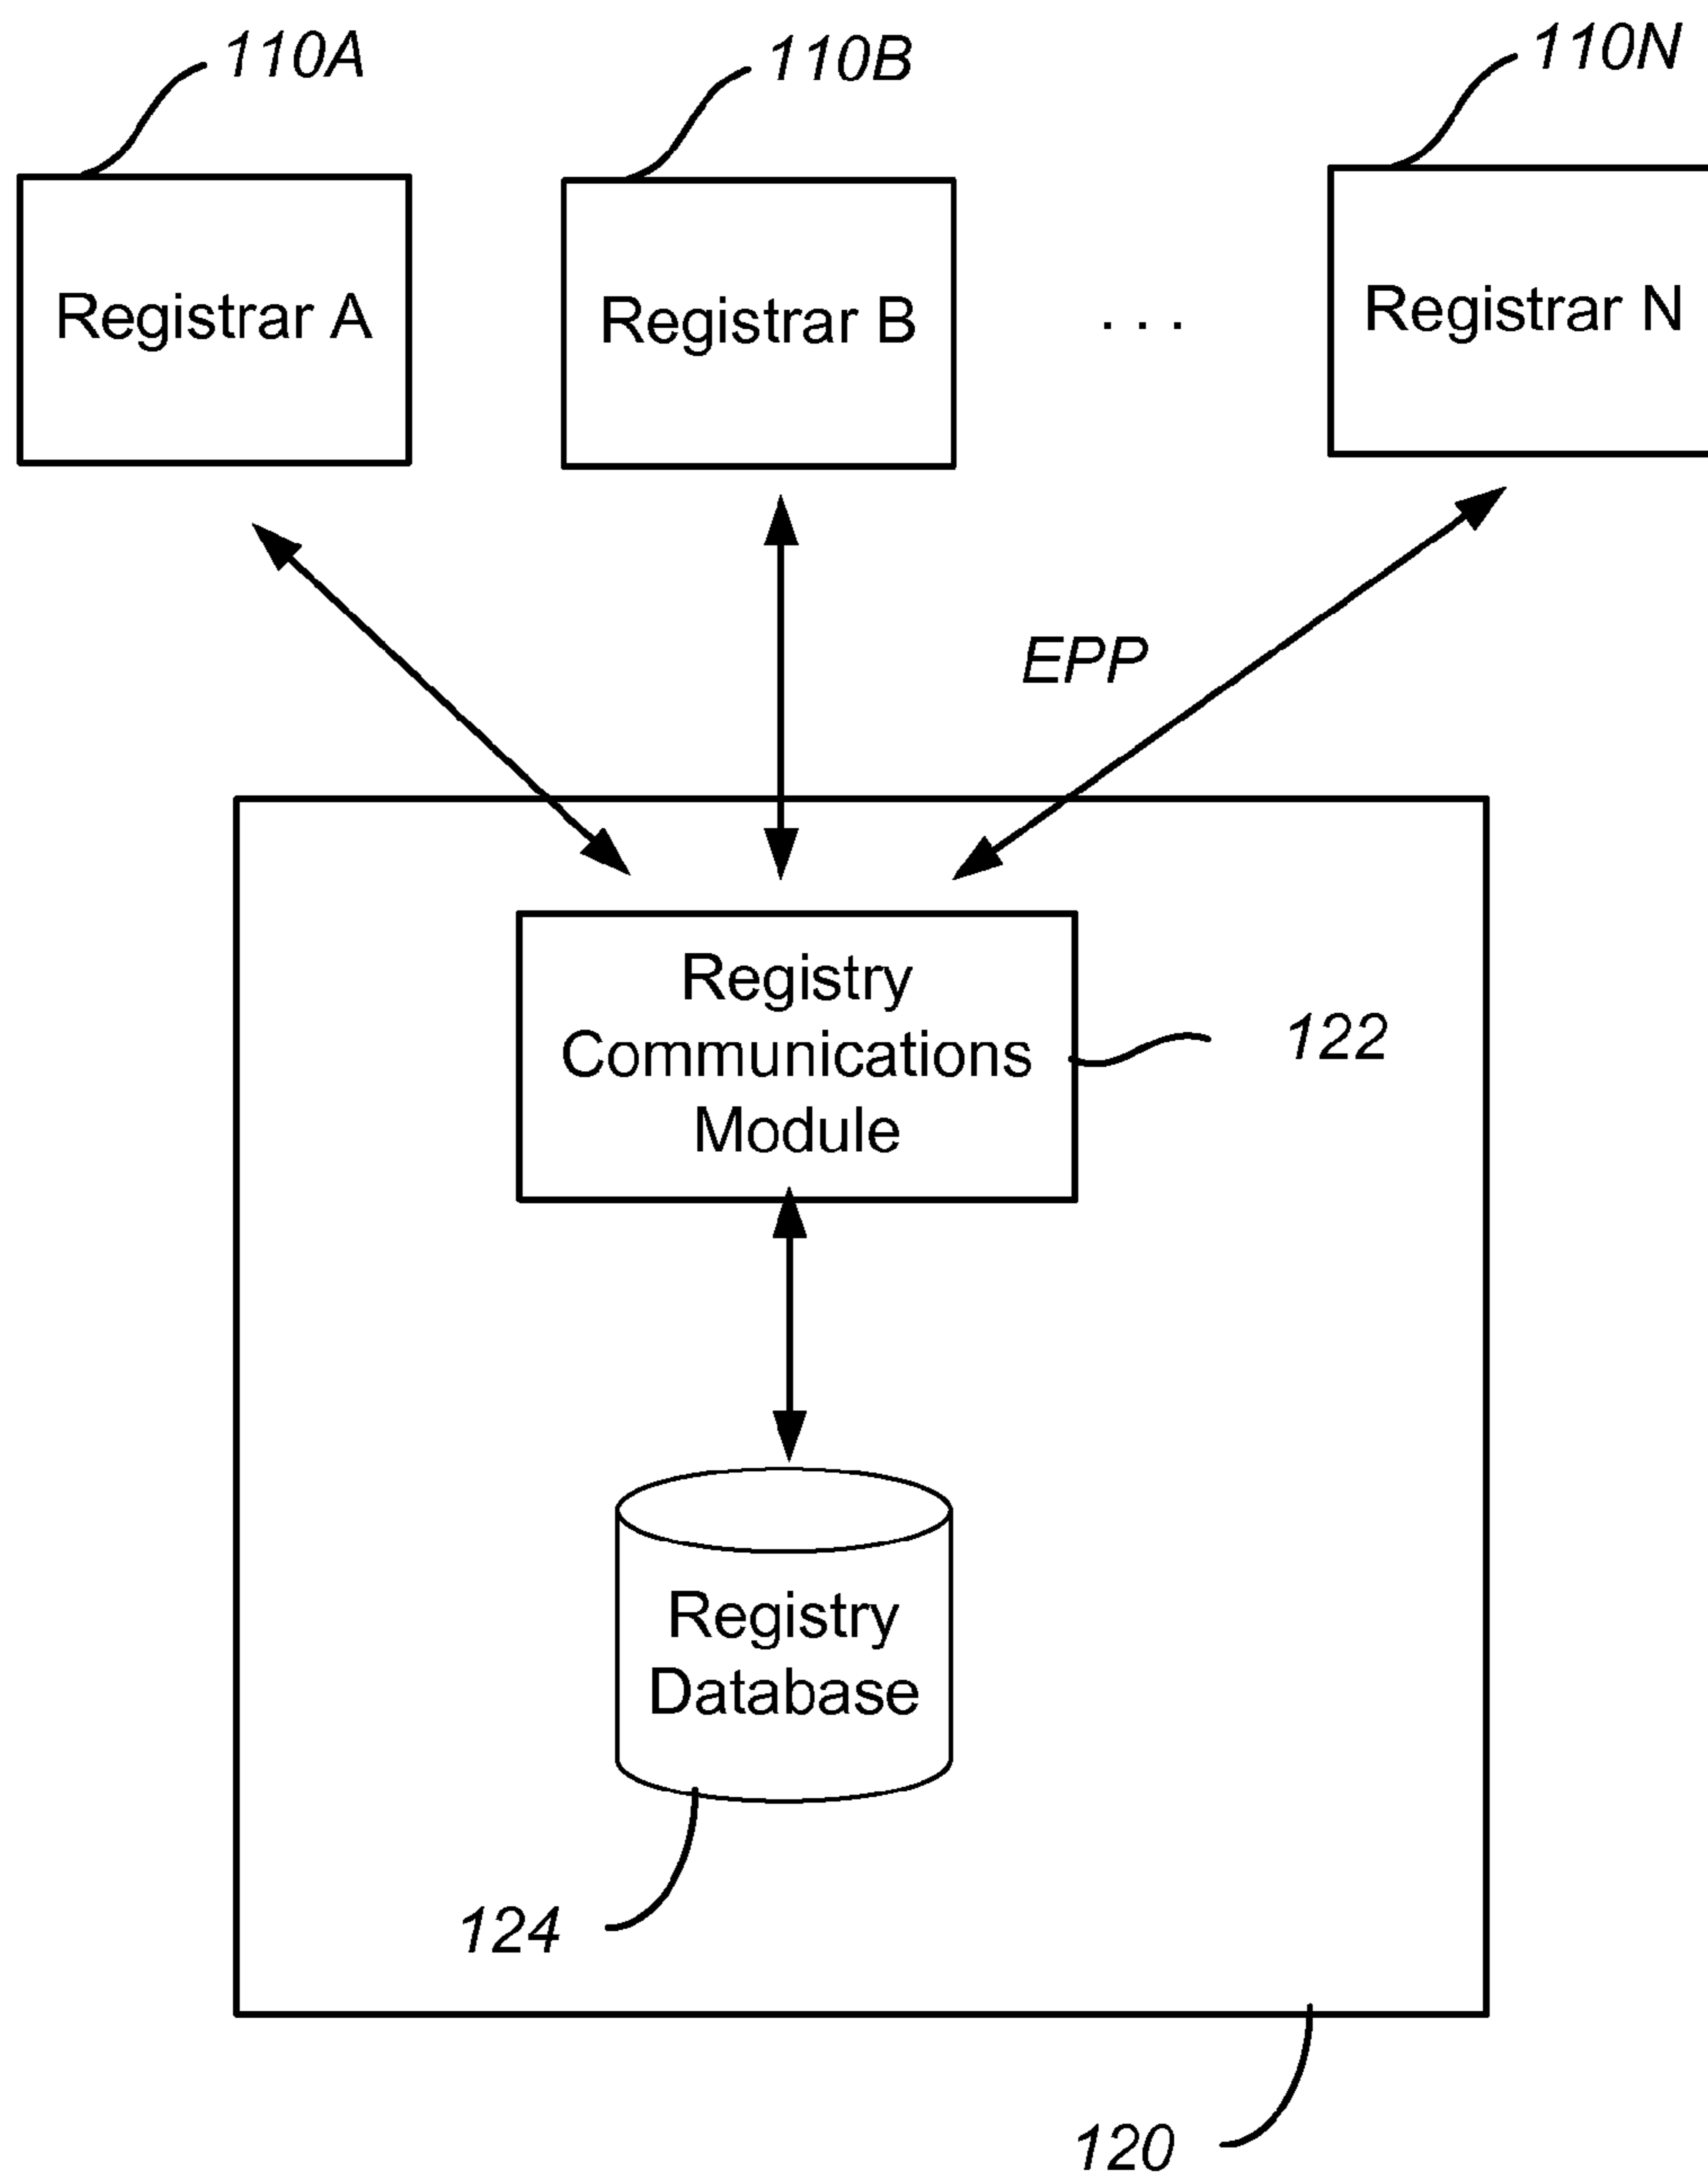 110A
110B
110N
Registrar A
Registrar B
. . .
Registrar N
EPP
Registry
Communications
Module
122
Registry
Database
124
120